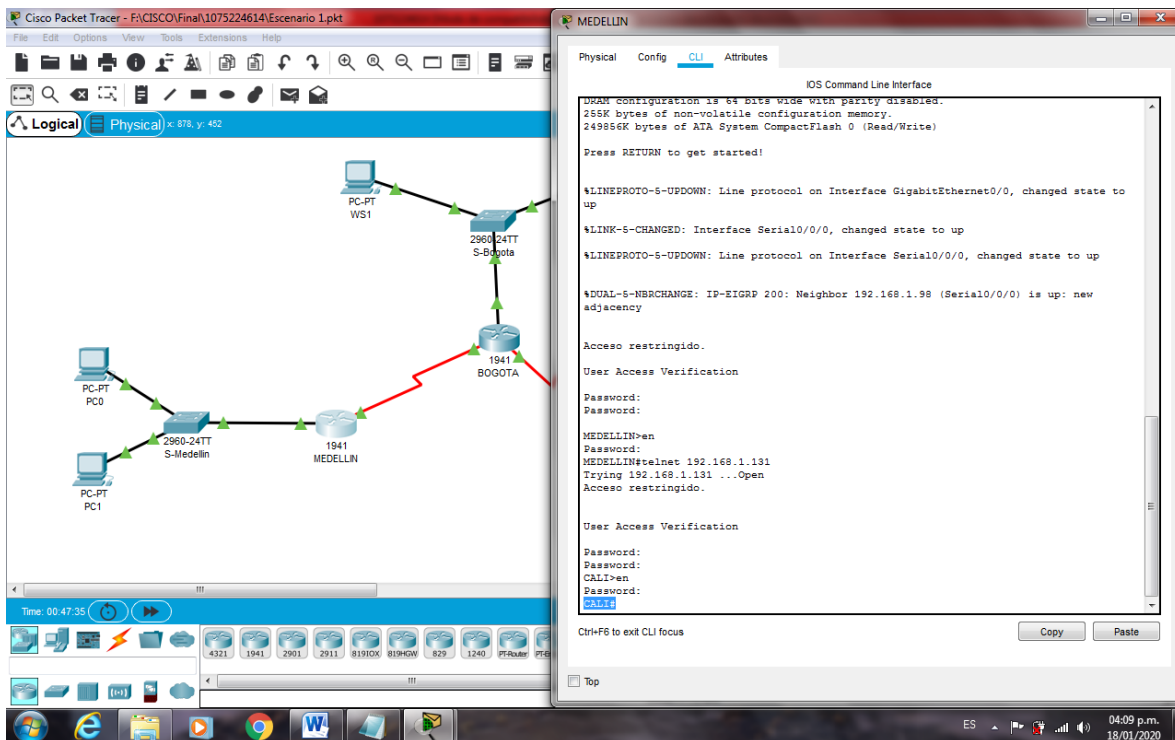 Cisco Packet Tracer - F:\CISCO\Final\1075224614\Escenario 1.pkt
File Edit Options View Tools Extensions Help
Logical Physical x: 878, y: 452
PC-PT
WS1
2960-24TT
S-Bogota
1941
BOGOTA
PC-PT
PC0
2960-24TT
S-Medellin
1941
MEDELLIN
PC-PT
PC1
Time: 00:47:35
4321 1941 2901 2911 819IOX 819HGW 829 1240 PT-Router
MEDELLIN
Physical Config CLI Attributes
IOS Command Line Interface
DRAM configuration is 64 bits wide with parity disabled.
255K bytes of non-volatile configuration memory.
249856K bytes of ATA System CompactFlash 0 (Read/Write)
Press RETURN to get started!
%LINEPROTO-5-UPDOWN: Line protocol on Interface GigabitEthernet0/0, changed state to
up
%LINK-5-CHANGED: Interface Serial0/0/0, changed state to up
%LINEPROTO-5-UPDOWN: Line protocol on Interface Serial0/0/0, changed state to up
%DUAL-5-NBRCHANGE: IP-EIGRP 200: Neighbor 192.168.1.98 (Serial0/0/0) is up: new
adjacency
Acceso restringido.
User Access Verification
Password:
Password:
MEDELLIN>en
Password:
MEDELLIN#telnet 192.168.1.131
Trying 192.168.1.131 ...Open
Acceso restringido.
User Access Verification
Password:
Password:
CALI>en
Password:
CALI#
Ctrl+F6 to exit CLI focus
Copy Paste
Top
ES 04:09 p.m.
18/01/2020